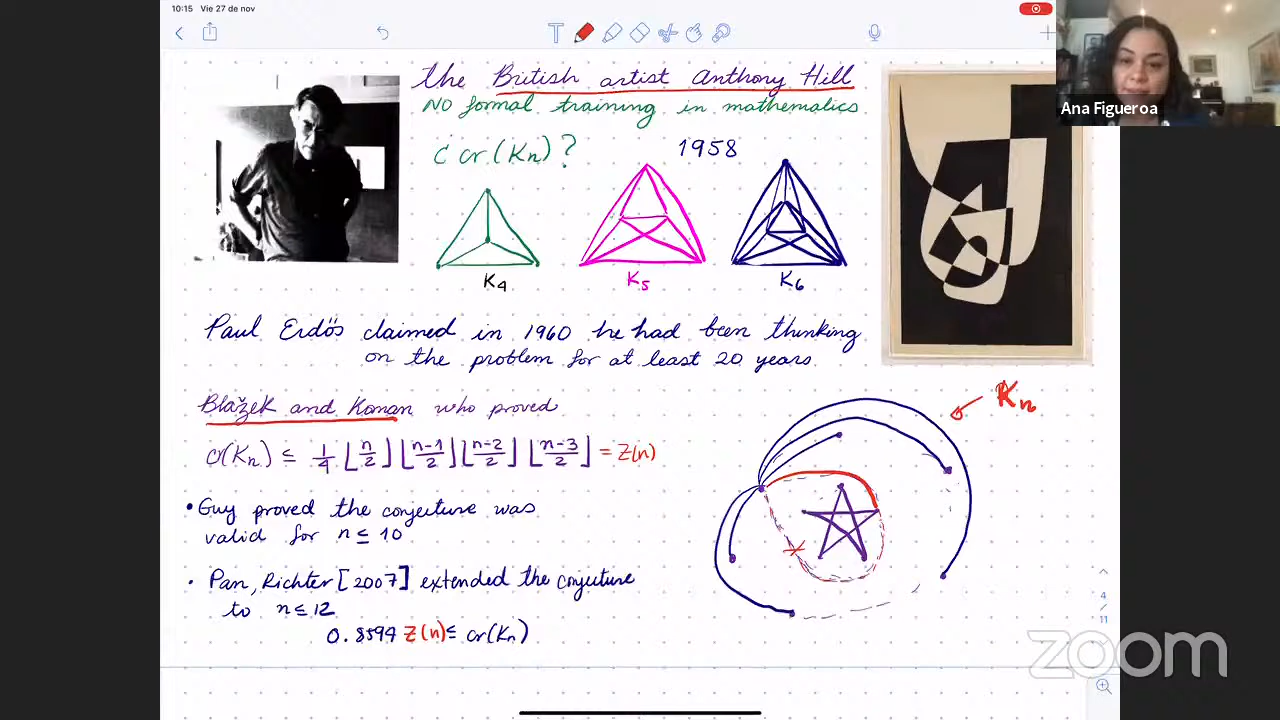 10:15 Vie 27 de nov
Ana Figueroa
the British artist Anthony Hill
No formal training in mathematics
¿ cr(Kn)?
1958
K4
K5
K6
Paul Erdős claimed in 1960 he had been thinking
on the problem for at least 20 years
Blažek and Koman who proved
cr(Kn) ≤ 1/4 ⌊n/2⌋ ⌊n-1/2⌋ ⌊n-2/2⌋ ⌊n-3/2⌋ = Z(n)
Kn
• Guy proved the conjecture was
valid for n ≤ 10
• Pan, Richter [2007] extended the conjecture
to n ≤ 12
0.8594 Z(n) ≤ cr(Kn)
4
/
11
zoom